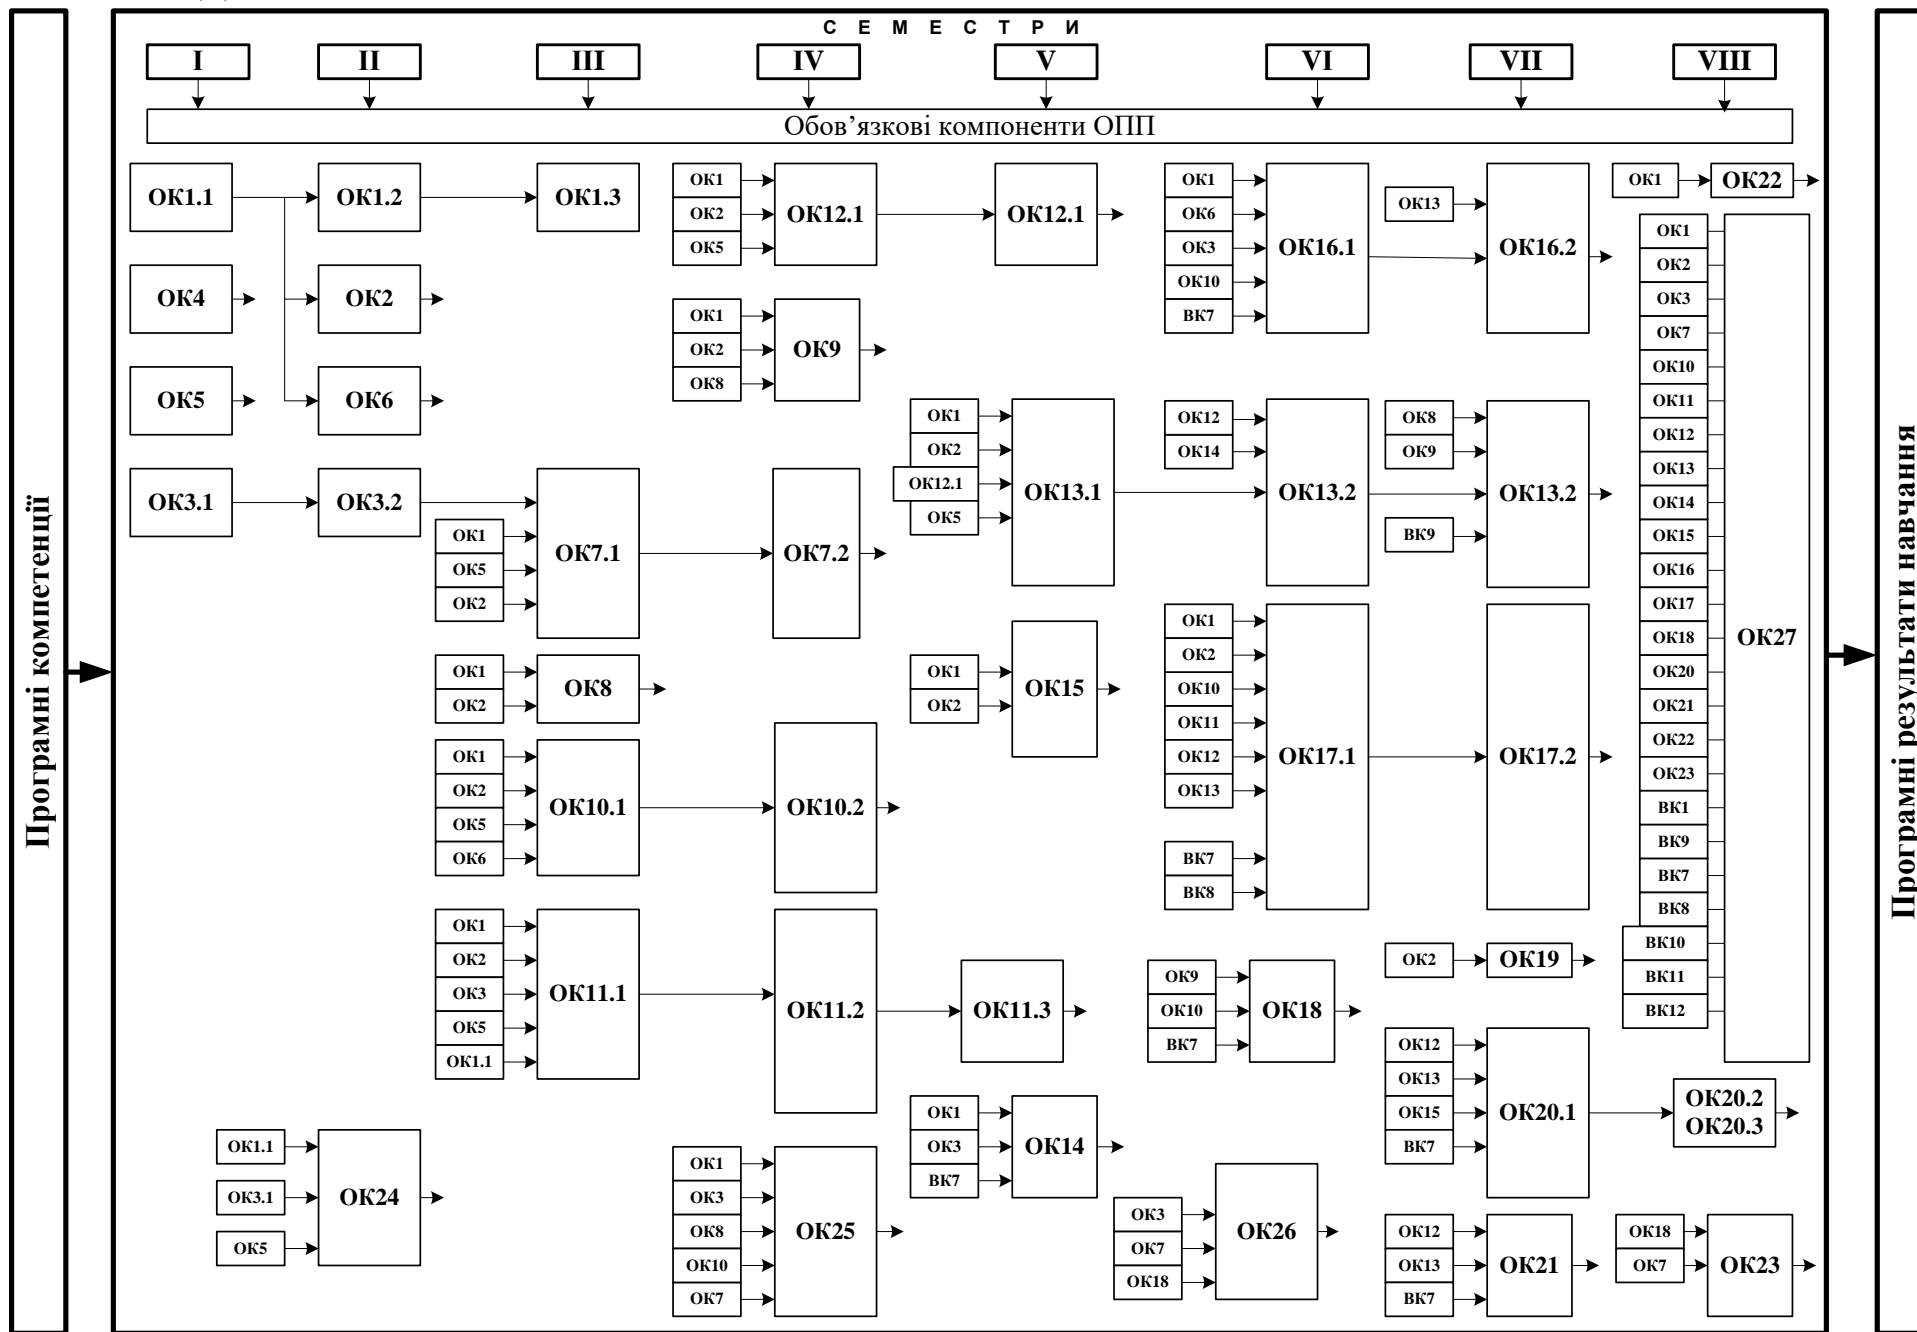 С Е М Е С Т Р И
I
II
III
IV
V
VI
VII
VIII
Обов’язкові компоненти ОПП
Програмні компетенції
ОК1.1
ОК4
ОК5
ОК3.1
ОК1.2
ОК2
ОК6
ОК3.2
ОК1.1
ОК3.1
ОК5
ОК24
ОК1.3
ОК1
ОК5
ОК2
ОК7.1
ОК1
ОК2
ОК8
ОК1
ОК2
ОК5
ОК6
ОК10.1
ОК1
ОК2
ОК3
ОК5
ОК1.1
ОК11.1
ОК1
ОК2
ОК5
ОК12.1
ОК1
ОК2
ОК8
ОК9
ОК7.2
ОК10.2
ОК11.2
ОК1
ОК3
ОК8
ОК10
ОК7
ОК25
ОК12.1
ОК1
ОК2
ОК12.1
ОК5
ОК13.1
ОК1
ОК2
ОК15
ОК11.3
ОК1
ОК3
ВК7
ОК14
ОК1
ОК6
ОК3
ОК10
ВК7
ОК16.1
ОК12
ОК14
ОК13.2
ОК1
ОК2
ОК10
ОК11
ОК12
ОК13
ВК7
ВК8
ОК17.1
ОК9
ОК10
ВК7
ОК18
ОК3
ОК7
ОК18
ОК26
ОК13
ОК16.2
ОК8
ОК9
ВК9
ОК13.2
ОК17.2
ОК2
ОК19
ОК12
ОК13
ОК15
ВК7
ОК20.1
ОК12
ОК13
ВК7
ОК21
ОК1
ОК22
ОК1
ОК2
ОК3
ОК7
ОК10
ОК11
ОК12
ОК13
ОК14
ОК15
ОК16
ОК17
ОК18
ОК20
ОК21
ОК22
ОК23
ВК1
ВК9
ВК7
ВК8
ВК10
ВК11
ВК12
ОК27
ОК20.2
ОК20.3
ОК18
ОК7
ОК23
Програмні результати навчання